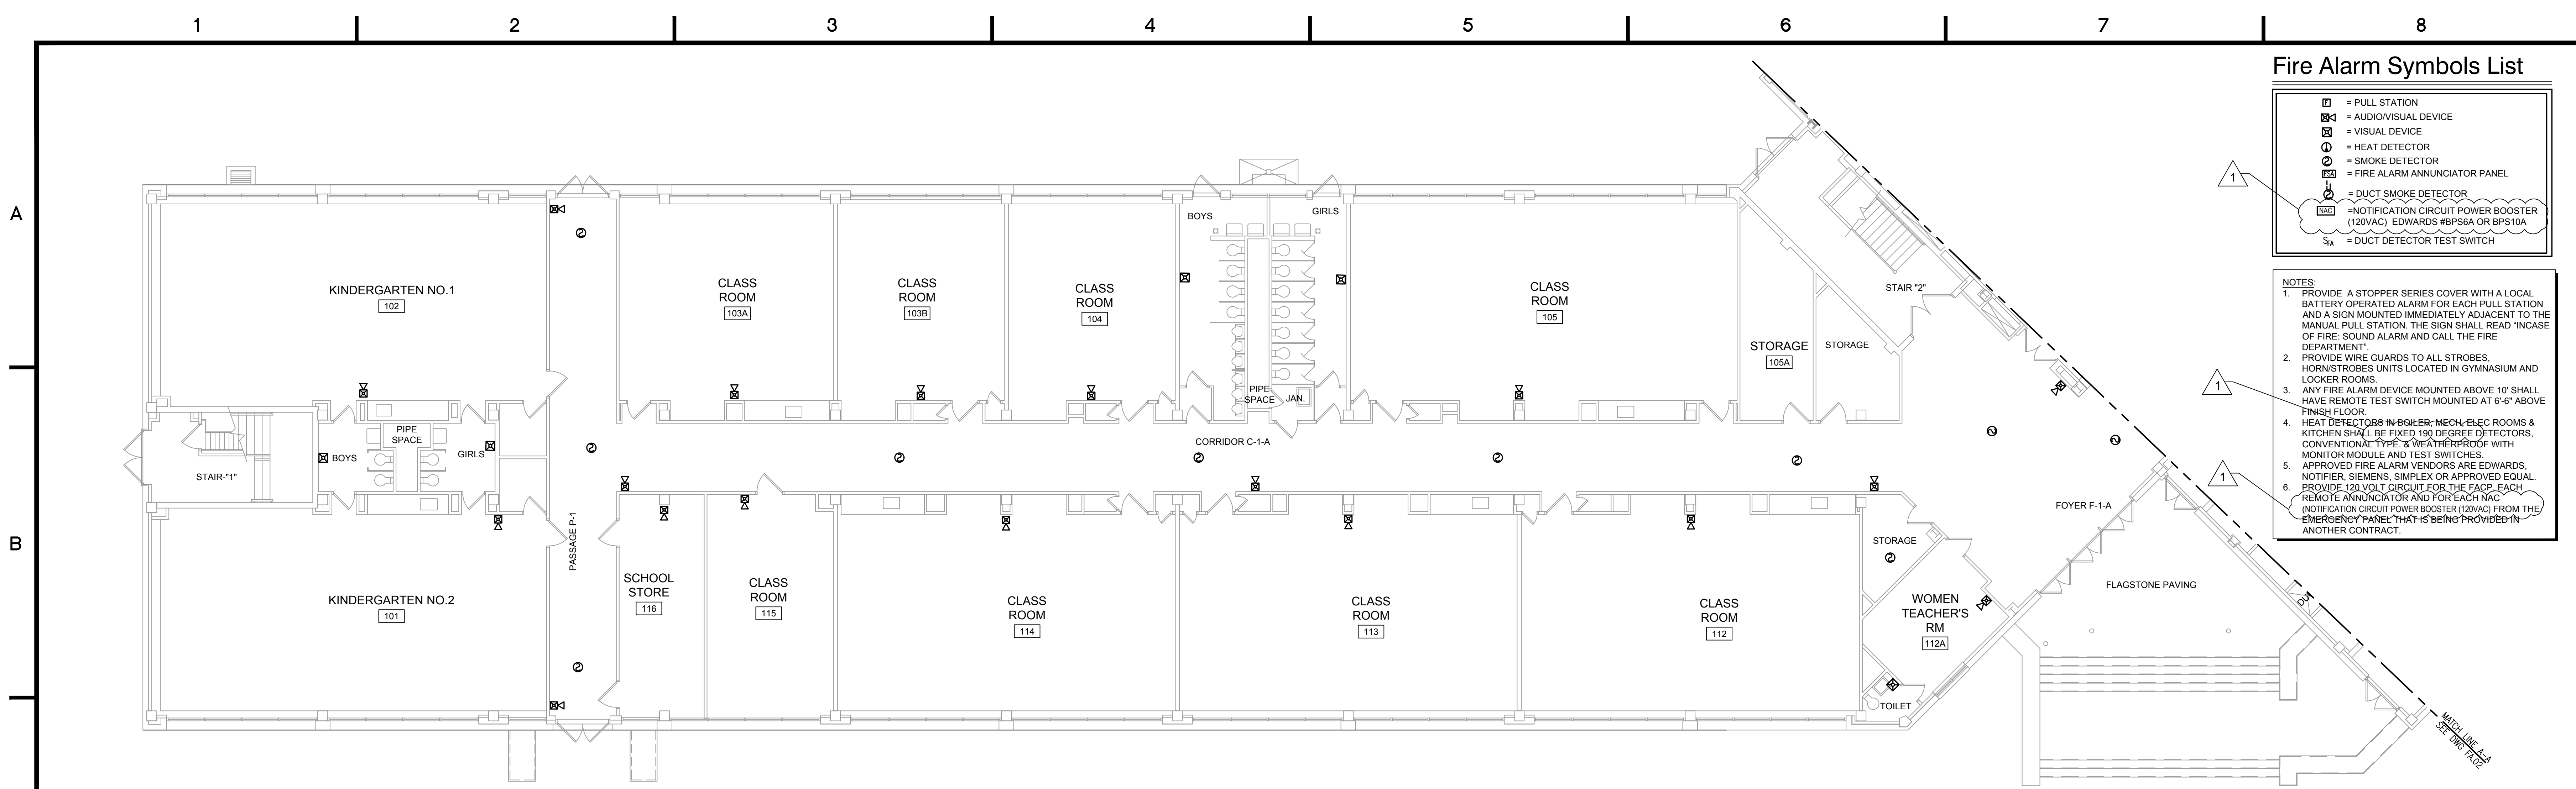 1 2 3 4 5 6 7 8
A
B
Fire Alarm Symbols List
F = PULL STATION
= AUDIO/VISUAL DEVICE
= VISUAL DEVICE
= HEAT DETECTOR
= SMOKE DETECTOR
FSA = FIRE ALARM ANNUNCIATOR PANEL
= DUCT SMOKE DETECTOR
NAC =NOTIFICATION CIRCUIT POWER BOOSTER
(120VAC) EDWARDS #BPS6A OR BPS10A
SFA = DUCT DETECTOR TEST SWITCH
1
NOTES:
1. PROVIDE A STOPPER SERIES COVER WITH A LOCAL
BATTERY OPERATED ALARM FOR EACH PULL STATION
AND A SIGN MOUNTED IMMEDIATELY ADJACENT TO THE
MANUAL PULL STATION. THE SIGN SHALL READ "INCASE
OF FIRE: SOUND ALARM AND CALL THE FIRE
DEPARTMENT".
2. PROVIDE WIRE GUARDS TO ALL STROBES,
HORN/STROBES UNITS LOCATED IN GYMNASIUM AND
LOCKER ROOMS.
3. ANY FIRE ALARM DEVICE MOUNTED ABOVE 10' SHALL
HAVE REMOTE TEST SWITCH MOUNTED AT 6'-6" ABOVE
FINISH FLOOR.
4. HEAT DETECTORS IN BOILER, MECH, ELEC ROOMS &
KITCHEN SHALL BE FIXED 190 DEGREE DETECTORS,
CONVENTIONAL TYPE. & WEATHERPROOF WITH
MONITOR MODULE AND TEST SWITCHES.
5. APPROVED FIRE ALARM VENDORS ARE EDWARDS,
NOTIFIER, SIEMENS, SIMPLEX OR APPROVED EQUAL.
6. PROVIDE 120 VOLT CIRCUIT FOR THE FACP, EACH
REMOTE ANNUNCIATOR AND FOR EACH NAC
(NOTIFICATION CIRCUIT POWER BOOSTER (120VAC) FROM THE
EMERGENCY PANEL THAT IS BEING PROVIDED IN
ANOTHER CONTRACT.
1
1
KINDERGARTEN NO.1
102
CLASS
ROOM
103A
CLASS
ROOM
103B
CLASS
ROOM
104
BOYS
GIRLS
PIPE
SPACE
JAN.
CLASS
ROOM
105
STORAGE
105A
STORAGE
STAIR "2"
STAIR-"1"
BOYS
PIPE
SPACE
GIRLS
CORRIDOR C-1-A
PASSAGE P-1
FOYER F-1-A
KINDERGARTEN NO.2
101
SCHOOL
STORE
116
CLASS
ROOM
115
CLASS
ROOM
114
CLASS
ROOM
113
CLASS
ROOM
112
STORAGE
WOMEN
TEACHER'S
RM
112A
TOILET
FLAGSTONE PAVING
DU
MATCH LINE A-A
SEE DWG FA.02